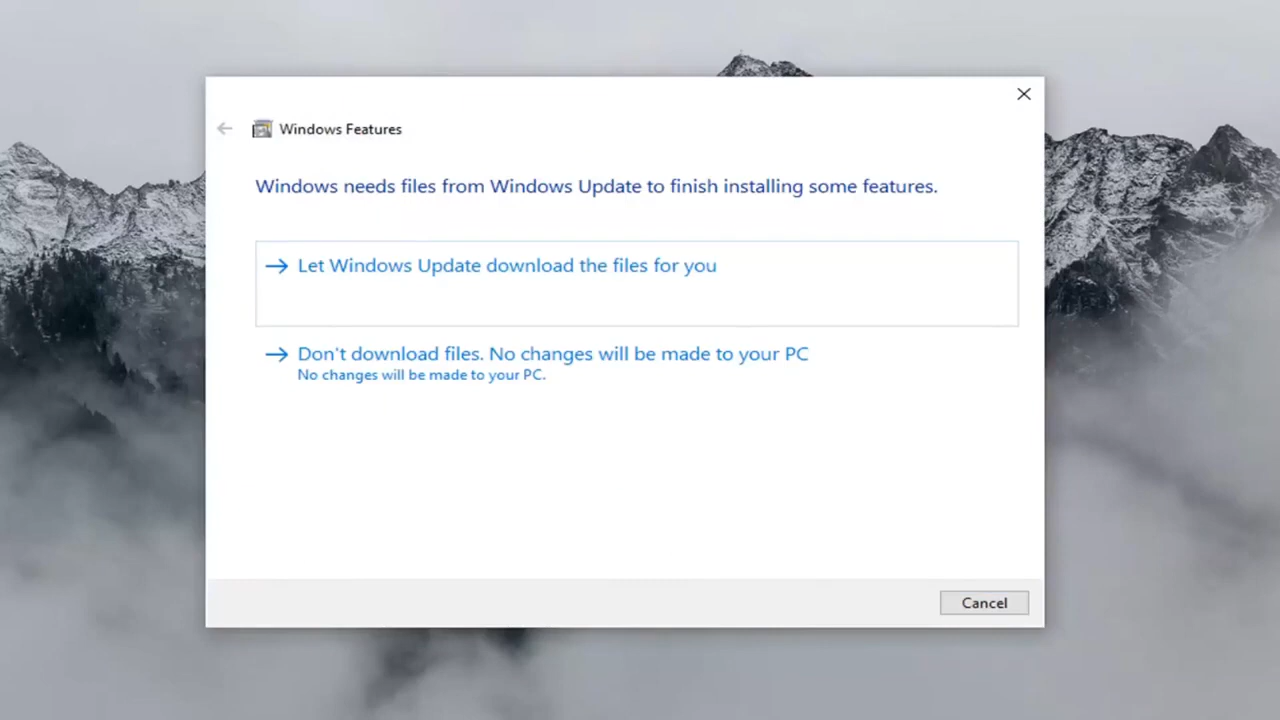 Windows Features
Windows needs files from Windows Update to finish installing some features.
Let Windows Update download the files for you
Don't download files. No changes will be made to your PC
No changes will be made to your PC.
Cancel